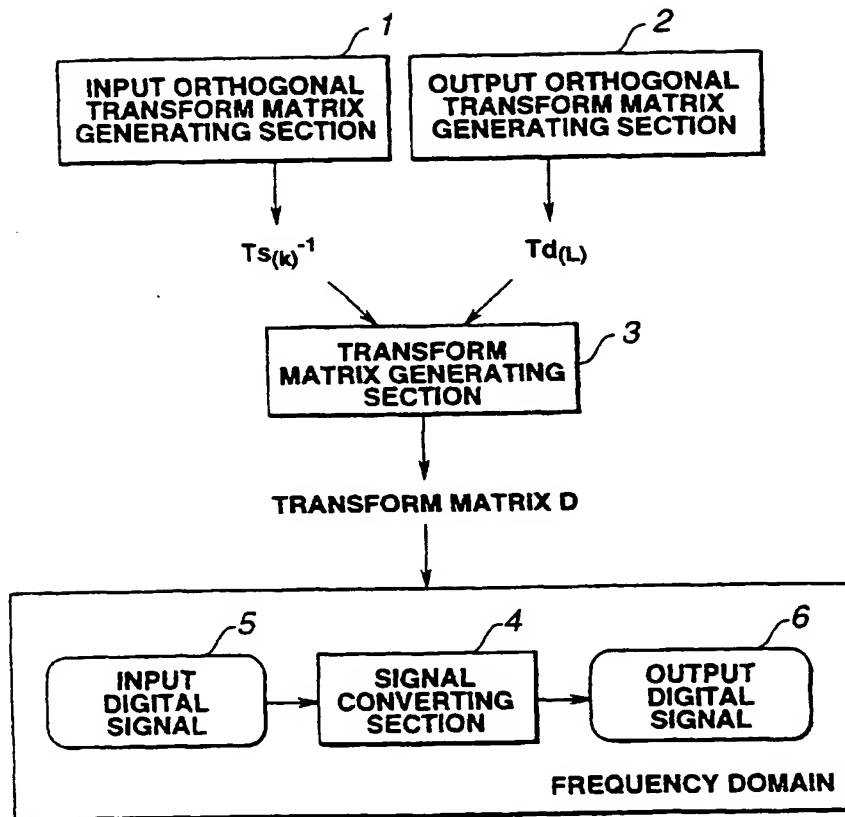 1
2
INPUT ORTHOGONAL
TRANSFORM MATRIX
GENERATING SECTION
OUTPUT ORTHOGONAL
TRANSFORM MATRIX
GENERATING SECTION
Ts(k)-1
Td(L)
3
TRANSFORM
MATRIX GENERATING
SECTION
TRANSFORM MATRIX D
5
4
6
INPUT
DIGITAL
SIGNAL
SIGNAL
CONVERTING
SECTION
OUTPUT
DIGITAL
SIGNAL
FREQUENCY DOMAIN